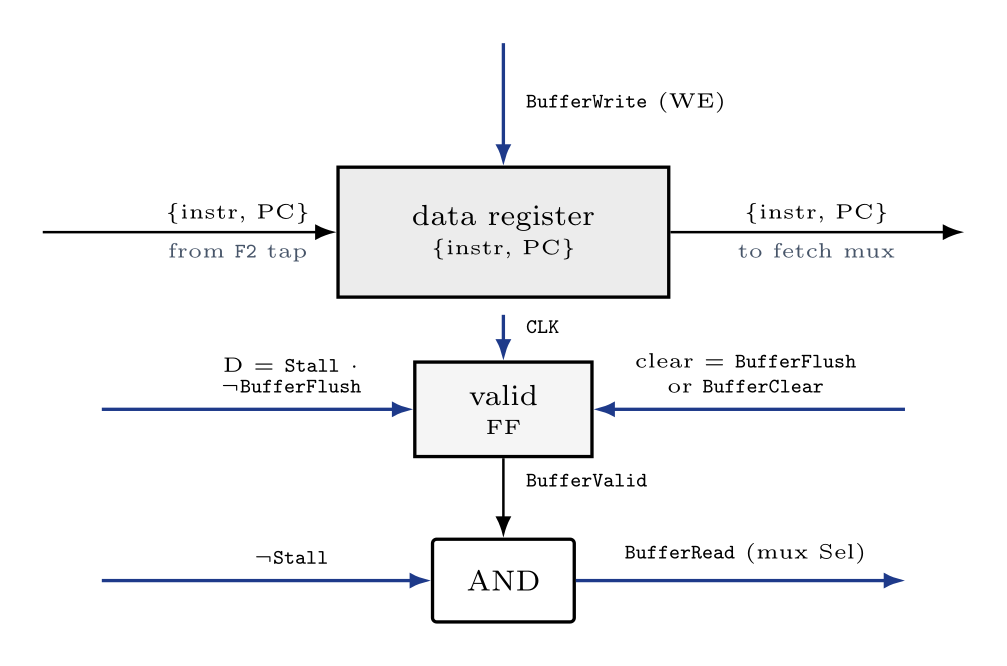 BufferWrite (WE)
{instr, PC}
from F2 tap
data register
{instr, PC}
{instr, PC}
to fetch mux
CLK
D = Stall ·
¬BufferFlush
valid
FF
clear = BufferFlush
or BufferClear
BufferValid
¬Stall
AND
BufferRead (mux Sel)